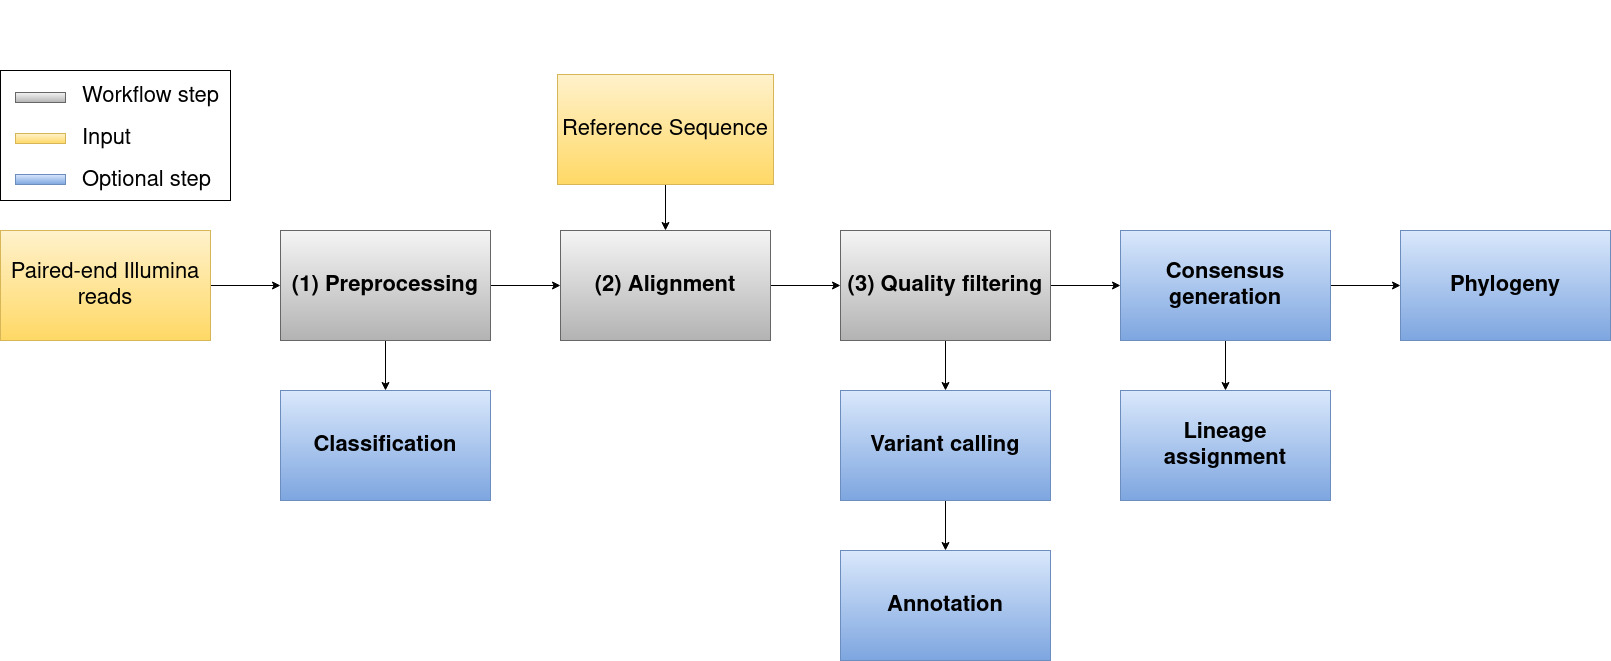 Workflow step
Input
Optional step
Reference Sequence
Paired-end Illumina
reads
(1) Preprocessing
(2) Alignment
(3) Quality filtering
Consensus
generation
Phylogeny
Classification
Variant calling
Lineage
assignment
Annotation